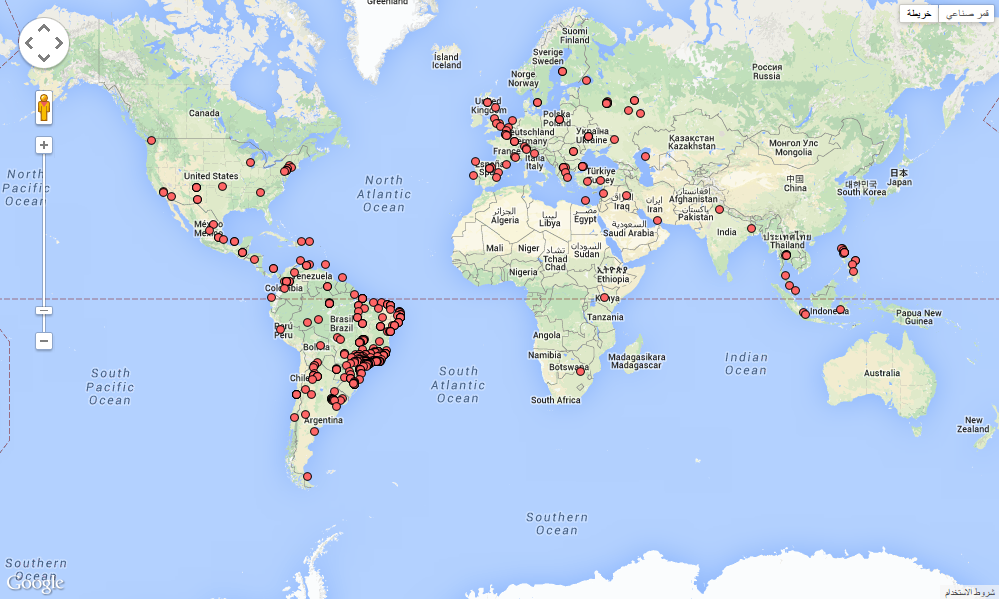 Greenland
قمر صناعي
خريطة
Ísland
Iceland
Suomi
Finland
Sverige
Sweden
Norge
Norway
Россия
Russia
Canada
United
Kingdom
Polska
Poland
Deutschland
Germany
Україна
Ukraine
Казахстан
Kazakhstan
Монгол Улс
Mongolia
France
Italia
Italy
España
Türkiye
Turkey
North
Pacific
Ocean
United States
North
Atlantic
Ocean
中国
China
대한민국
South Korea
日本
Japan
افغانستان
Afghanistan
پاکستان
Pakistan
ایران
Iran
Iraq
الجزائر
Algeria
ليبيا
Libya
مصر
Egypt
السعودية
Saudi Arabia
India
México
Mexico
Mali
Niger
تشاد
Tchad
Chad
السودان
Sudan
ประเทศไทย
Thailand
Nigeria
ኢትዮጵያ
Ethiopia
Venezuela
Colombia
Kenya
Tanzania
Indonesia
Papua New
Guinea
Brasil
Brazil
Perú
Peru
Bolivia
Angola
Namibia
Botswana
Madagasikara
Madagascar
South Africa
Chile
Argentina
South
Pacific
Ocean
South
Atlantic
Ocean
Indian
Ocean
Australia
New
Zealand
Southern
Ocean
Southern
Ocean
Google
شروط الاستخدام